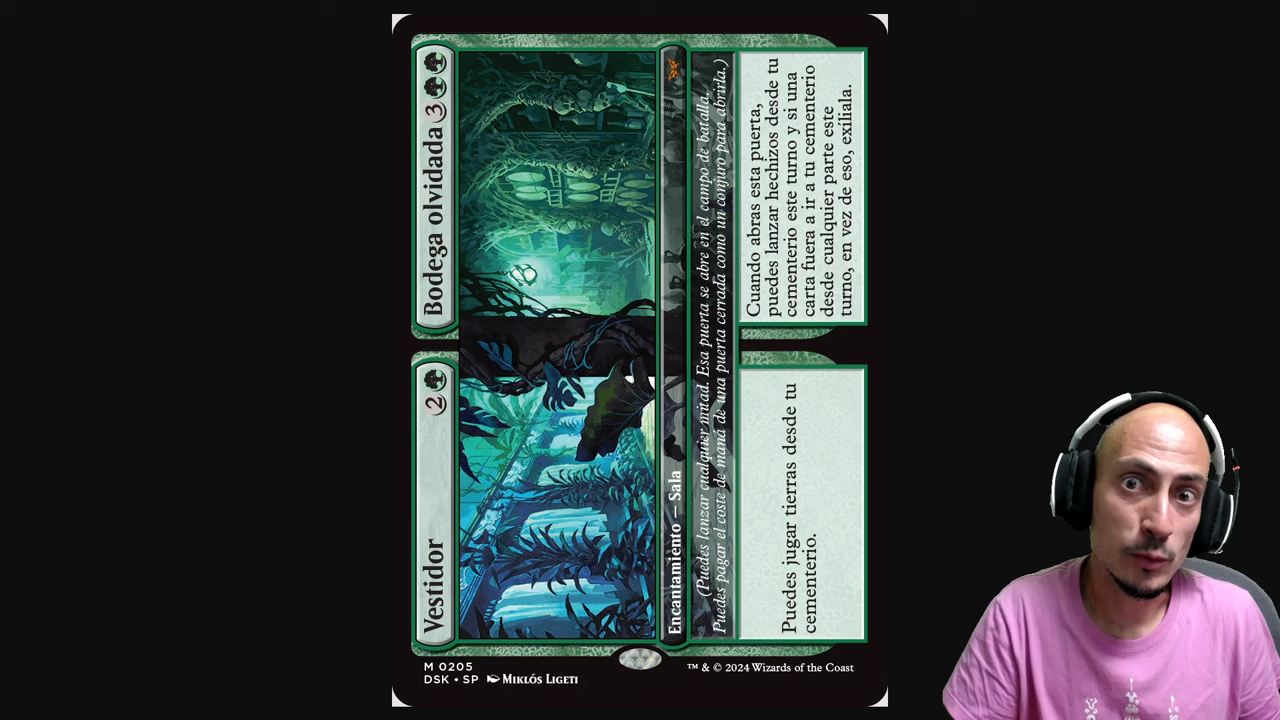 Vestidor 2
Puedes jugar tierras desde tu
cementerio.
Bodega olvidada 3
Cuando abras esta puerta,
puedes lanzar hechizos desde tu
cementerio este turno y si una
carta fuera a ir a tu cementerio
desde cualquier parte este
turno, en vez de eso, exíliala.
Encantamiento — Sala
(Puedes lanzar cualquier mitad. Esa puerta se abre en el campo de batalla.
Puedes pagar el coste de maná de una puerta cerrada como un conjuro para abrirla.)
M 0205
DSK • SP MIKLÓS LIGETI
™ & © 2024 Wizards of the Coast